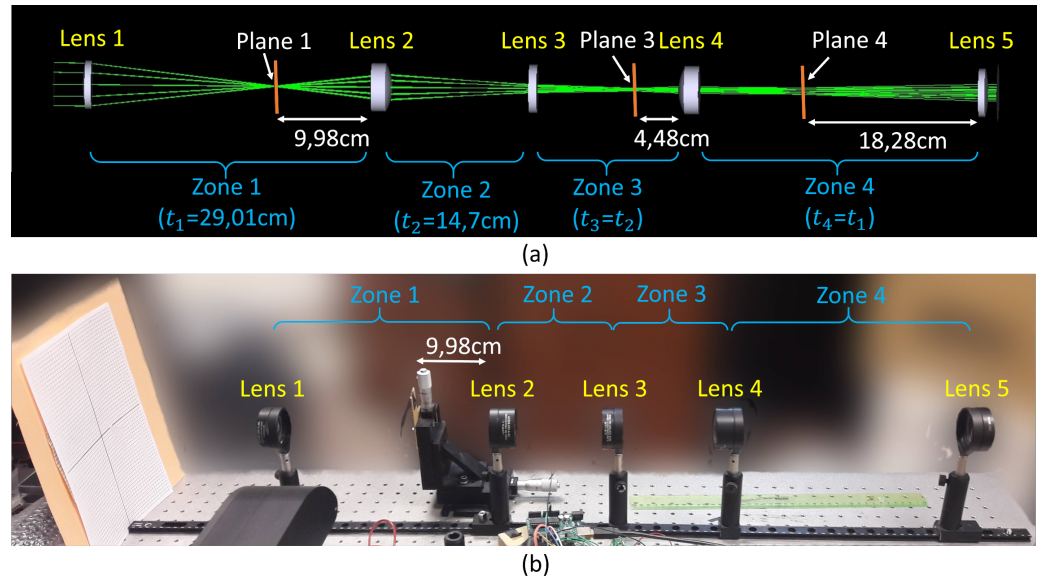 Lens 1
Plane 1
Lens 2
Lens 3
Plane 3
Lens 4
Plane 4
Lens 5
9,98cm
4,48cm
18,28cm
Zone 1
(t₁=29,01cm)
Zone 2
(t₂=14,7cm)
Zone 3
(t₃=t₂)
Zone 4
(t₄=t₁)
(a)
Zone 1
Zone 2
Zone 3
Zone 4
9,98cm
Lens 1
Lens 2
Lens 3
Lens 4
Lens 5
(b)